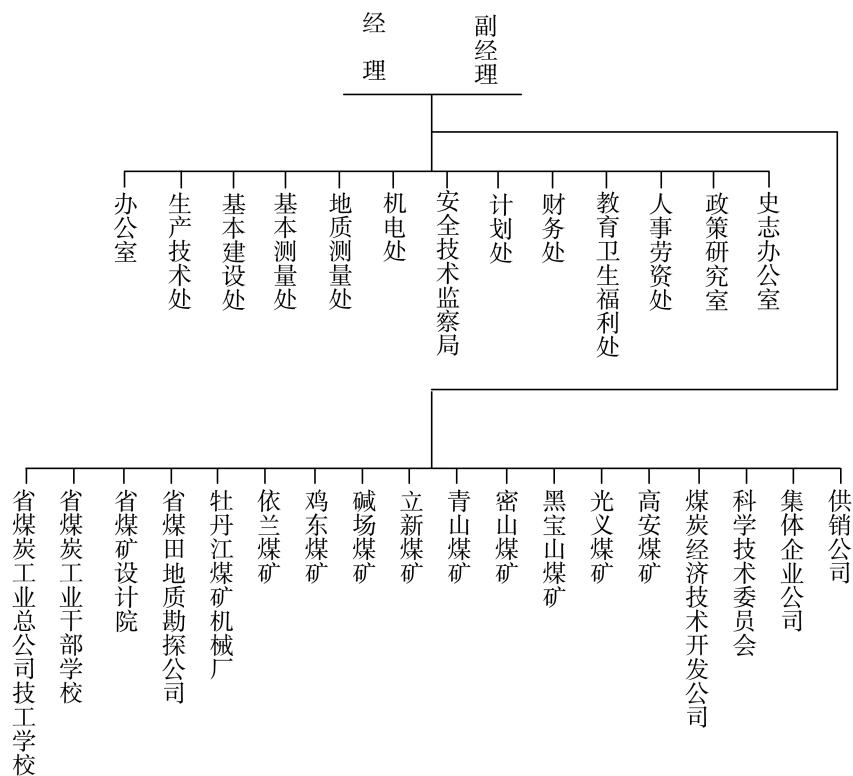 经理
副经理
办公室
生产技术处
基本建设处
基本测量处
地质测量处
机电处
安全技术监察局
计划处
财务处
教育卫生福利处
人事劳资处
政策研究室
史志办公室
省煤炭工业总公司技工学校
省煤炭工业干部学校
省煤矿设计院
省煤田地质勘探公司
牡丹江煤矿机械厂
依兰煤矿
鸡东煤矿
碱场煤矿
立新煤矿
青山煤矿
密山煤矿
黑宝山煤矿
光义煤矿
高安煤矿
煤炭经济技术开发公司
科学技术委员会
集体企业公司
供销公司